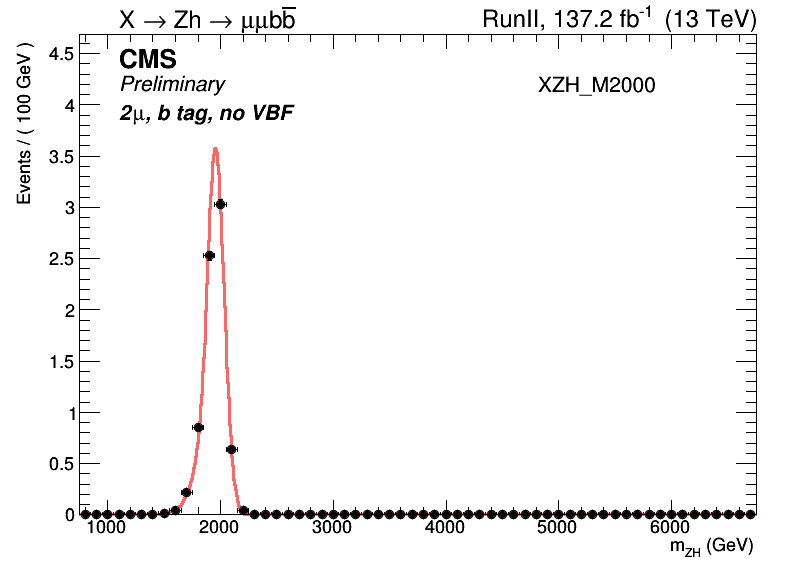 X → Zh → μμbb̅ RunII, 137.2 fb⁻¹ (13 TeV)
CMS
Preliminary
XZH_M2000
2μ, b tag, no VBF
Events / ( 100 GeV )
4.5
4
3.5
3
2.5
2
1.5
1
0.5
0
1000 2000 3000 4000 5000 6000
m_ZH (GeV)